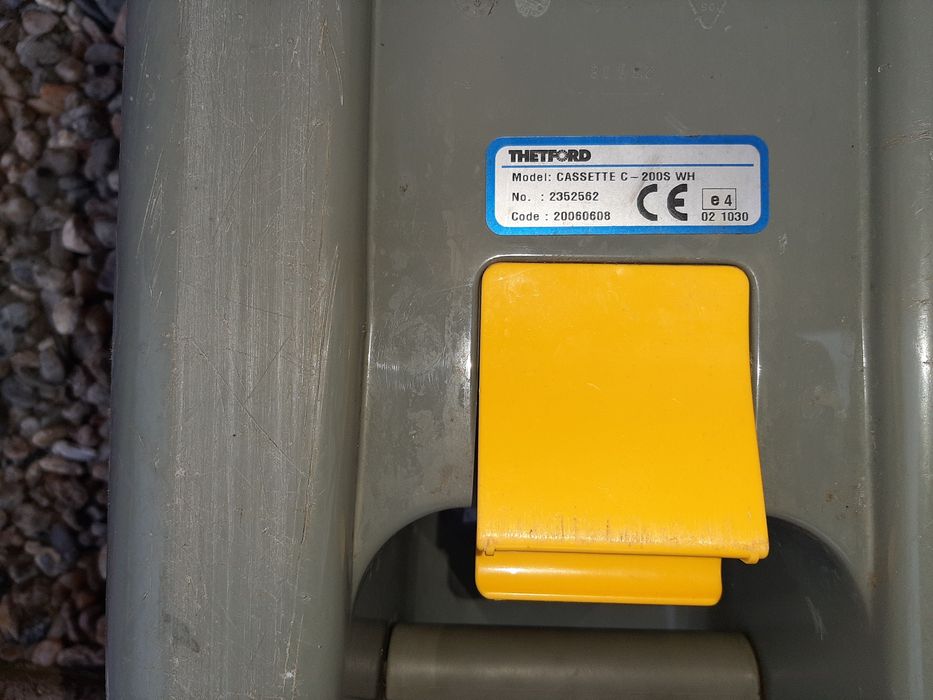 THETFORD
Model: CASSETTE C-200S WH
No. : 2352562
Code : 20060608
CE
e 4
02 1030